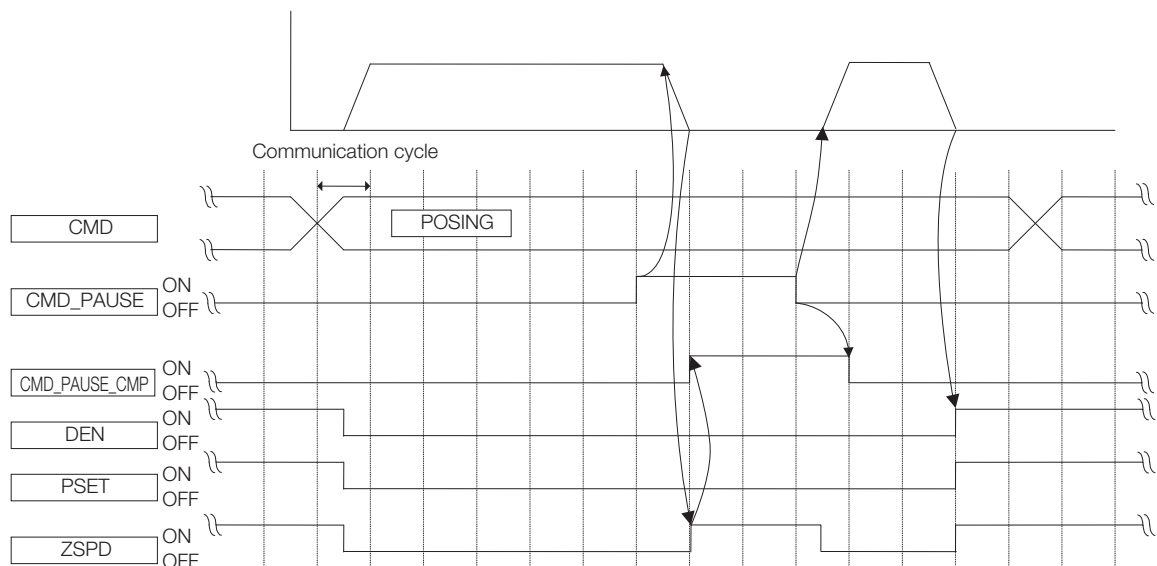 Communication cycle
CMD
POSING
CMD_PAUSE
ON
OFF
CMD_PAUSE_CMP
ON
OFF
DEN
ON
OFF
PSET
ON
OFF
ZSPD
ON
OFF